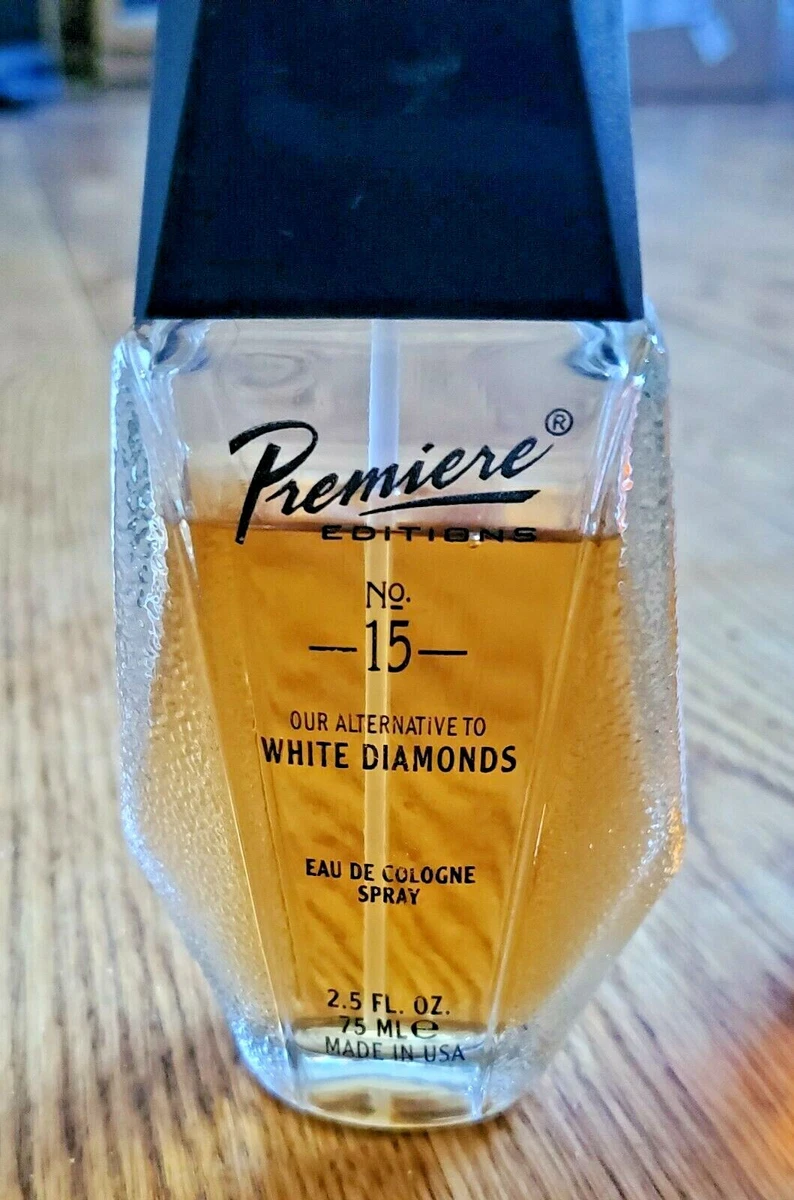 Premiere®
EDITIONS
No.
—15—
OUR ALTERNATIVE TO
WHITE DIAMONDS
EAU DE COLOGNE
SPRAY
2.5 FL. OZ.
75 ML ℮
MADE IN USA